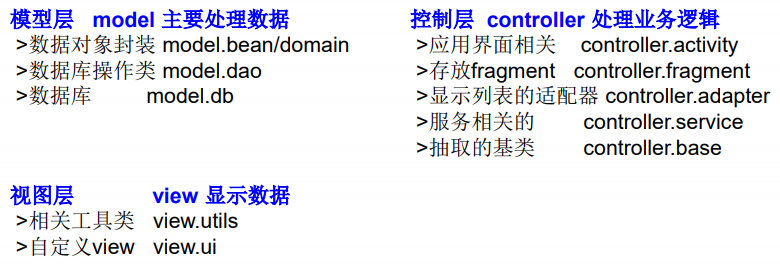 模型层 model 主要处理数据
>数据对象封装 model.bean/domain
>数据库操作类 model.dao
>数据库 model.db
控制层 controller 处理业务逻辑
>应用界面相关 controller.activity
>存放fragment controller.fragment
>显示列表的适配器 controller.adapter
>服务相关的 controller.service
>抽取的基类 controller.base
视图层 view 显示数据
>相关工具类 view.utils
>自定义view view.ui